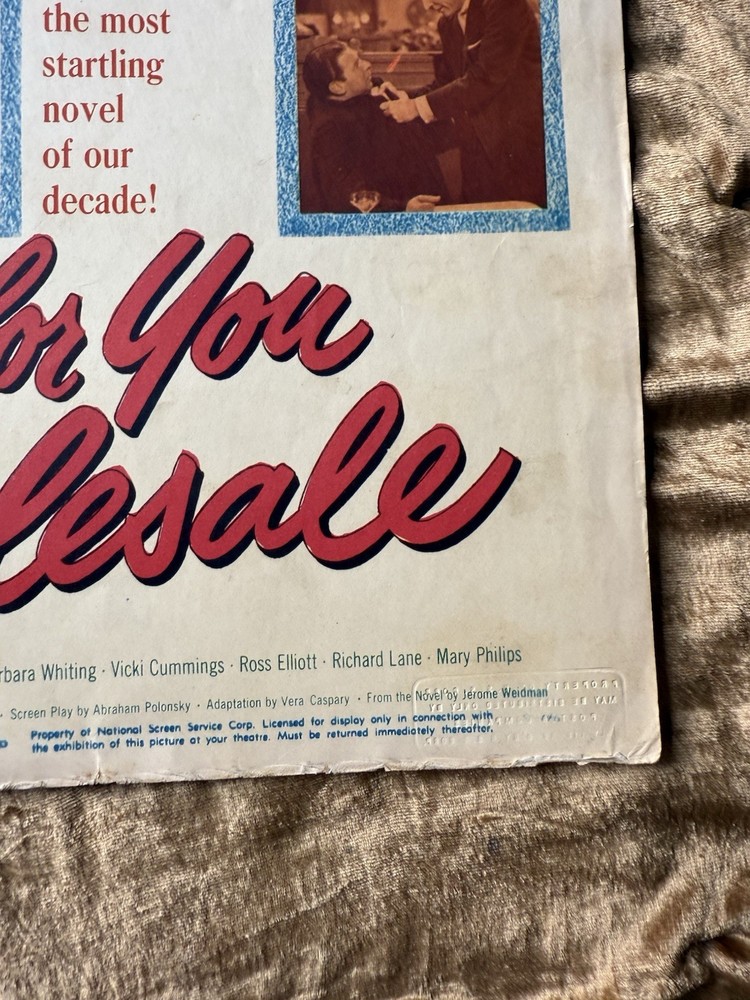 the most
startling
novel
of our
decade!
for You
lesale
rbara Whiting · Vicki Cummings · Ross Elliott · Richard Lane · Mary Philips
· Screen Play by Abraham Polonsky · Adaptation by Vera Caspary · From the Novel by Jerome Weidman
Property of National Screen Service Corp. Licensed for display only in connection with
the exhibition of this picture at your theatre. Must be returned immediately thereafter.